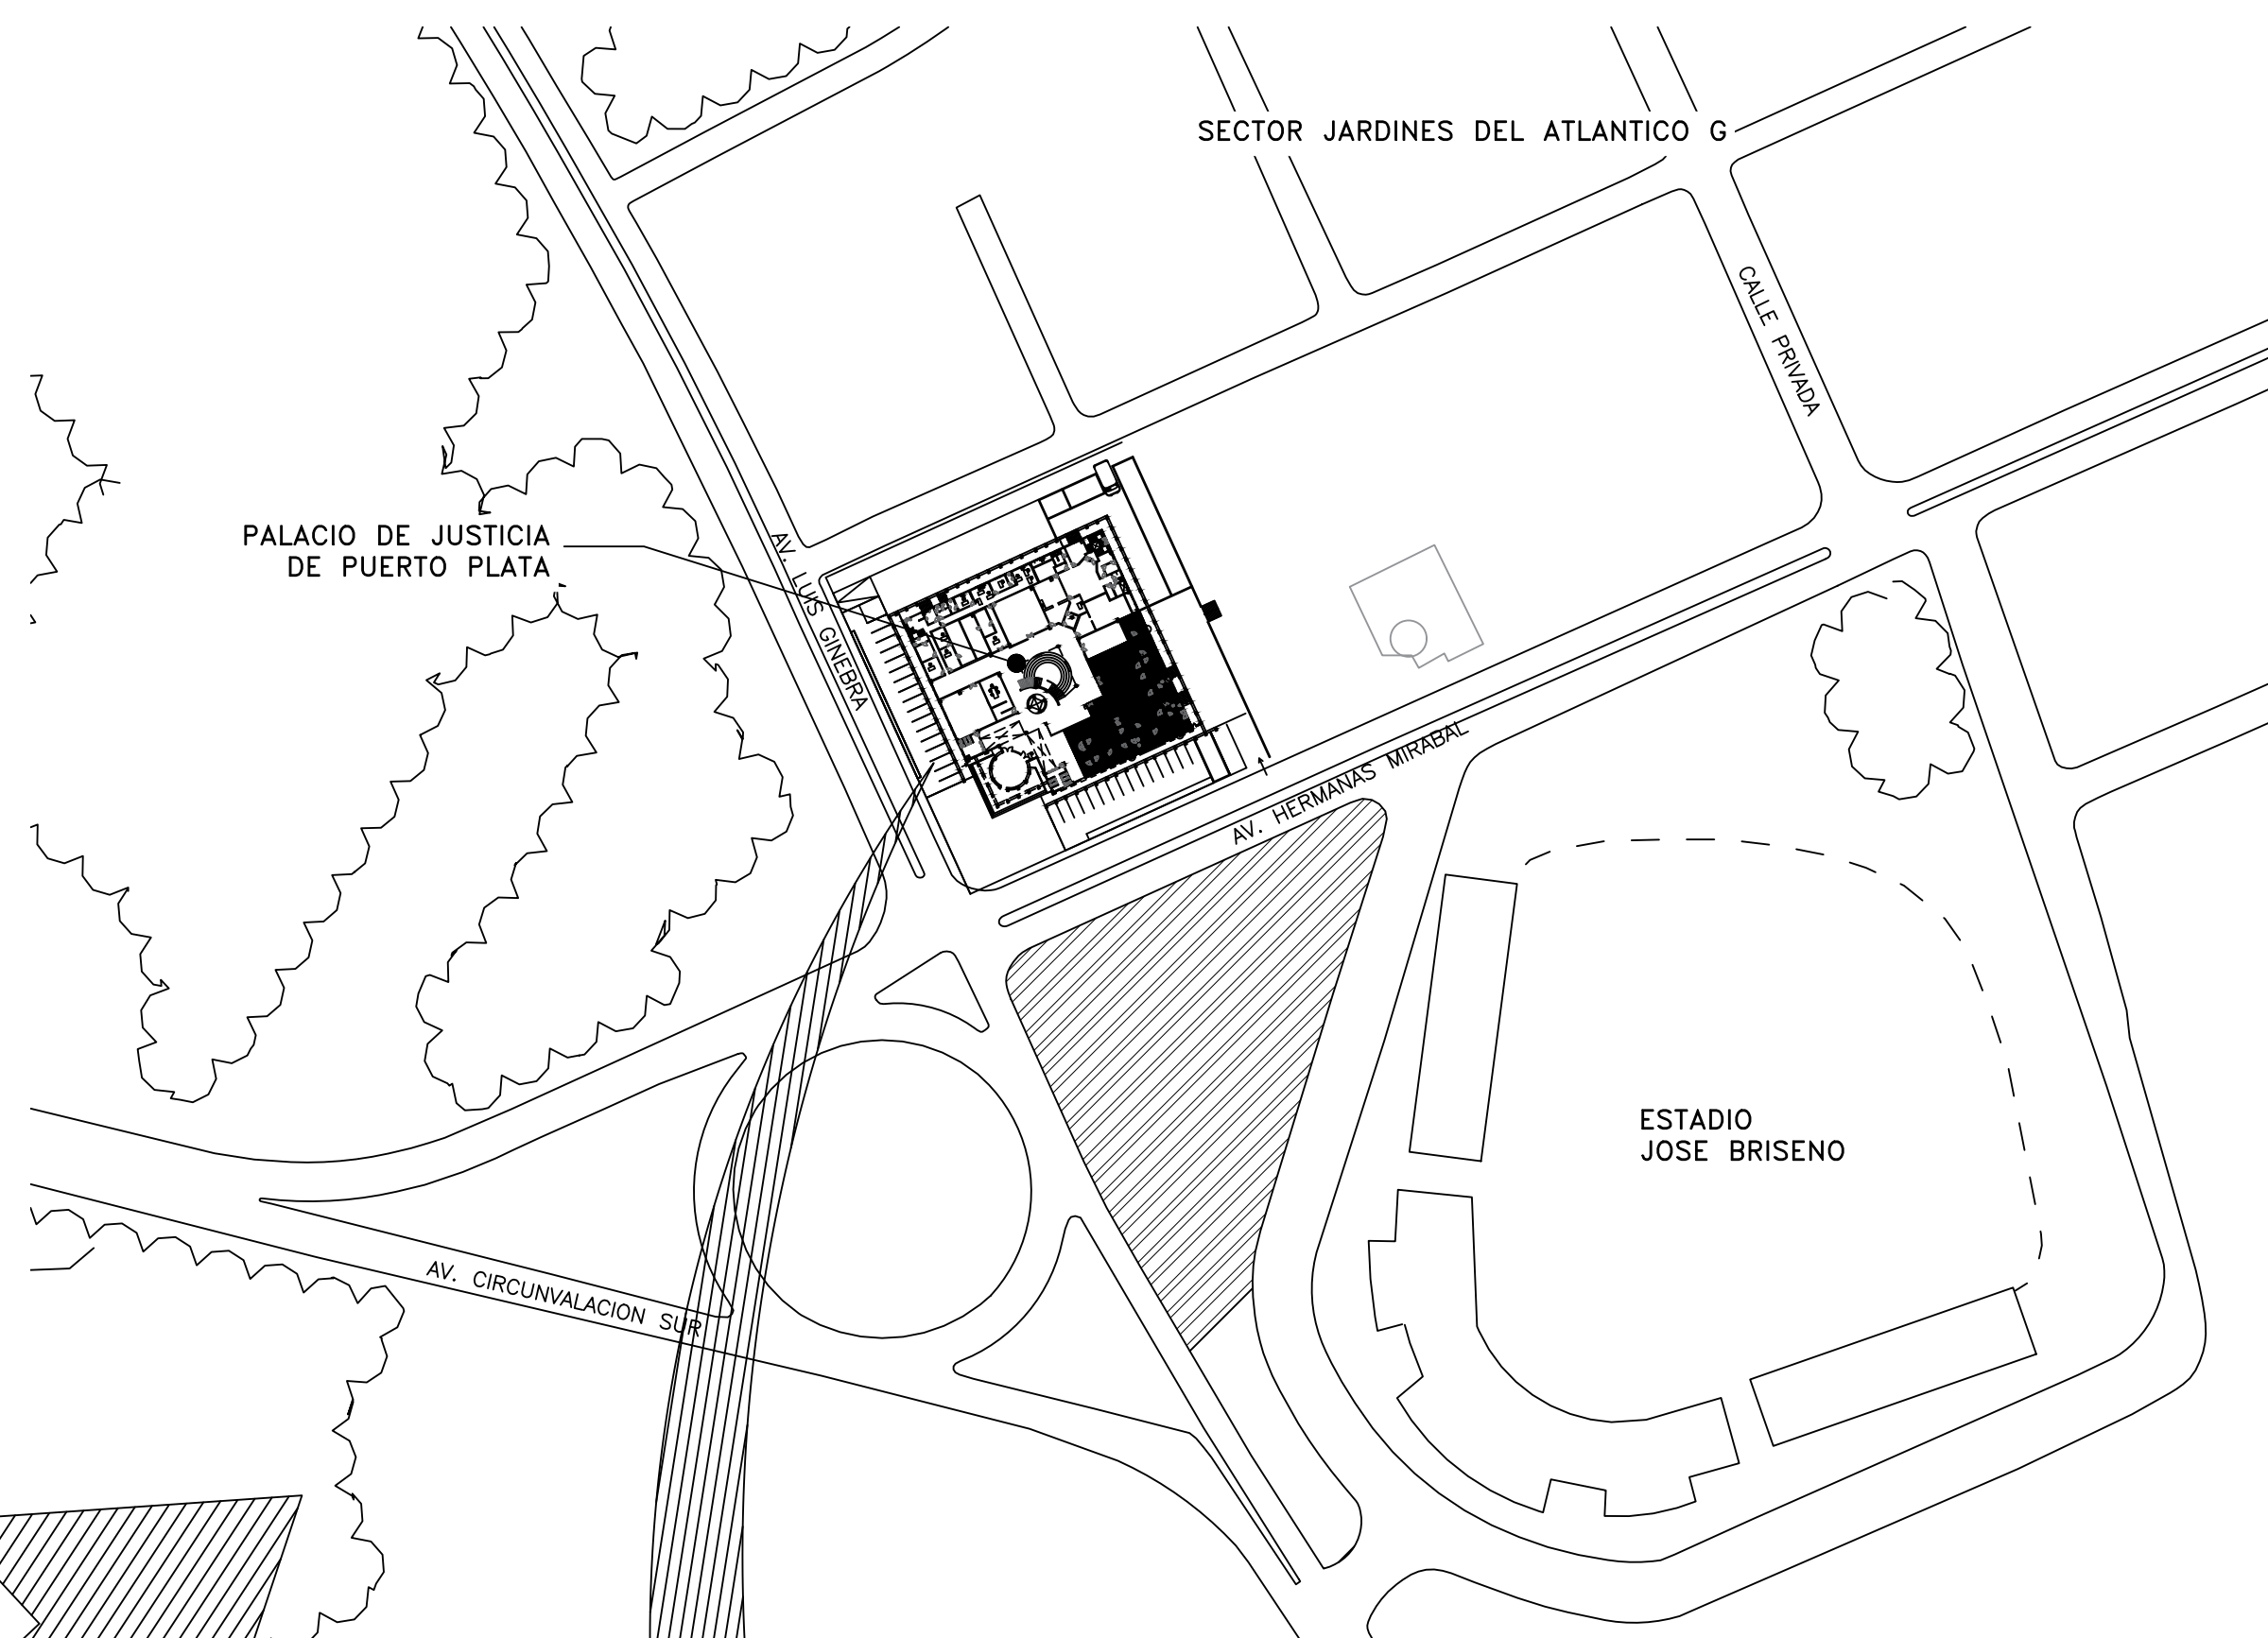 SECTOR JARDINES DEL ATLANTICO G
CALLE PRIVADA
PALACIO DE JUSTICIA
DE PUERTO PLATA
AV. LUIS GINEBRA
AV. HERMANAS MIRABAL
ESTADIO
JOSE BRISENO
AV. CIRCUNVALACION SUR